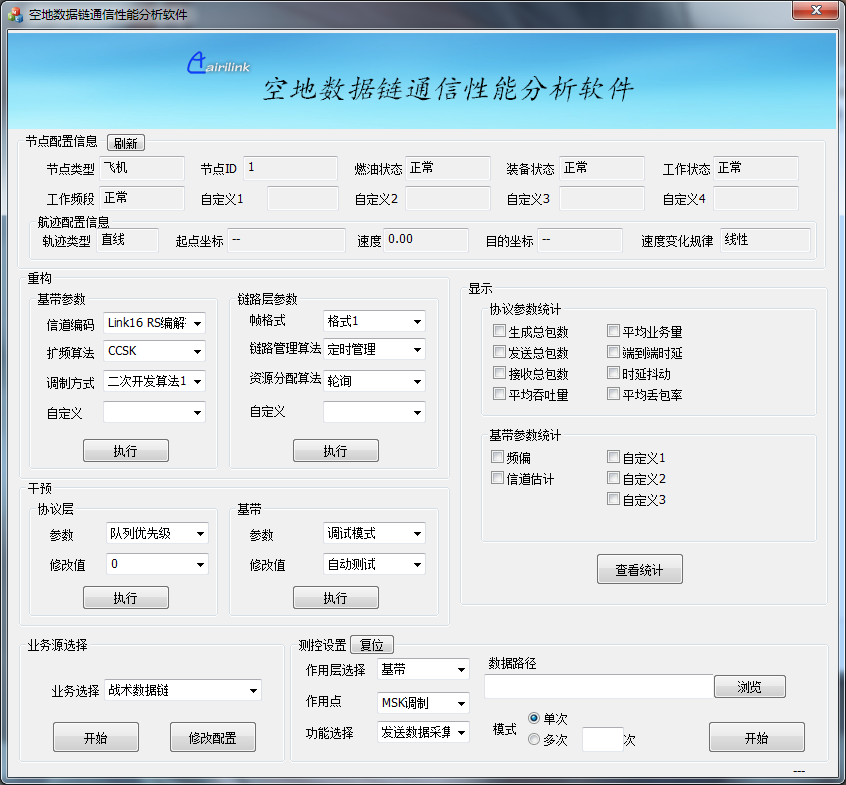 空地数据链通信性能分析软件
airilink
空地数据链通信性能分析软件
节点配置信息 刷新
节点类型 飞机 节点ID 1 燃油状态 正常 装备状态 正常 工作状态 正常
工作频段 正常 自定义1 自定义2 自定义3 自定义4
航迹配置信息
轨迹类型 直线 起点坐标 -- 速度 0.00 目的坐标 -- 速度变化规律 线性
重构
基带参数
信道编码 Link16 RS编解
扩频算法 CCSK
调制方式 二次开发算法1
自定义
执行
链路层参数
帧格式 格式1
链路管理算法 定时管理
资源分配算法 轮询
自定义
执行
显示
协议参数统计
生成总包数 平均业务量
发送总包数 端到端时延
接收总包数 时延抖动
平均吞吐量 平均丢包率
基带参数统计
频偏 自定义1
信道估计 自定义2
自定义3
查看统计
干预
协议层
参数 队列优先级
修改值 0
执行
基带
参数 调试模式
修改值 自动测试
执行
业务源选择
业务选择 战术数据链
开始 修改配置
测控设置 复位
作用层选择 基带
作用点 MSK调制
功能选择 发送数据采集
数据路径
浏览
模式 单次
多次 次
开始
---